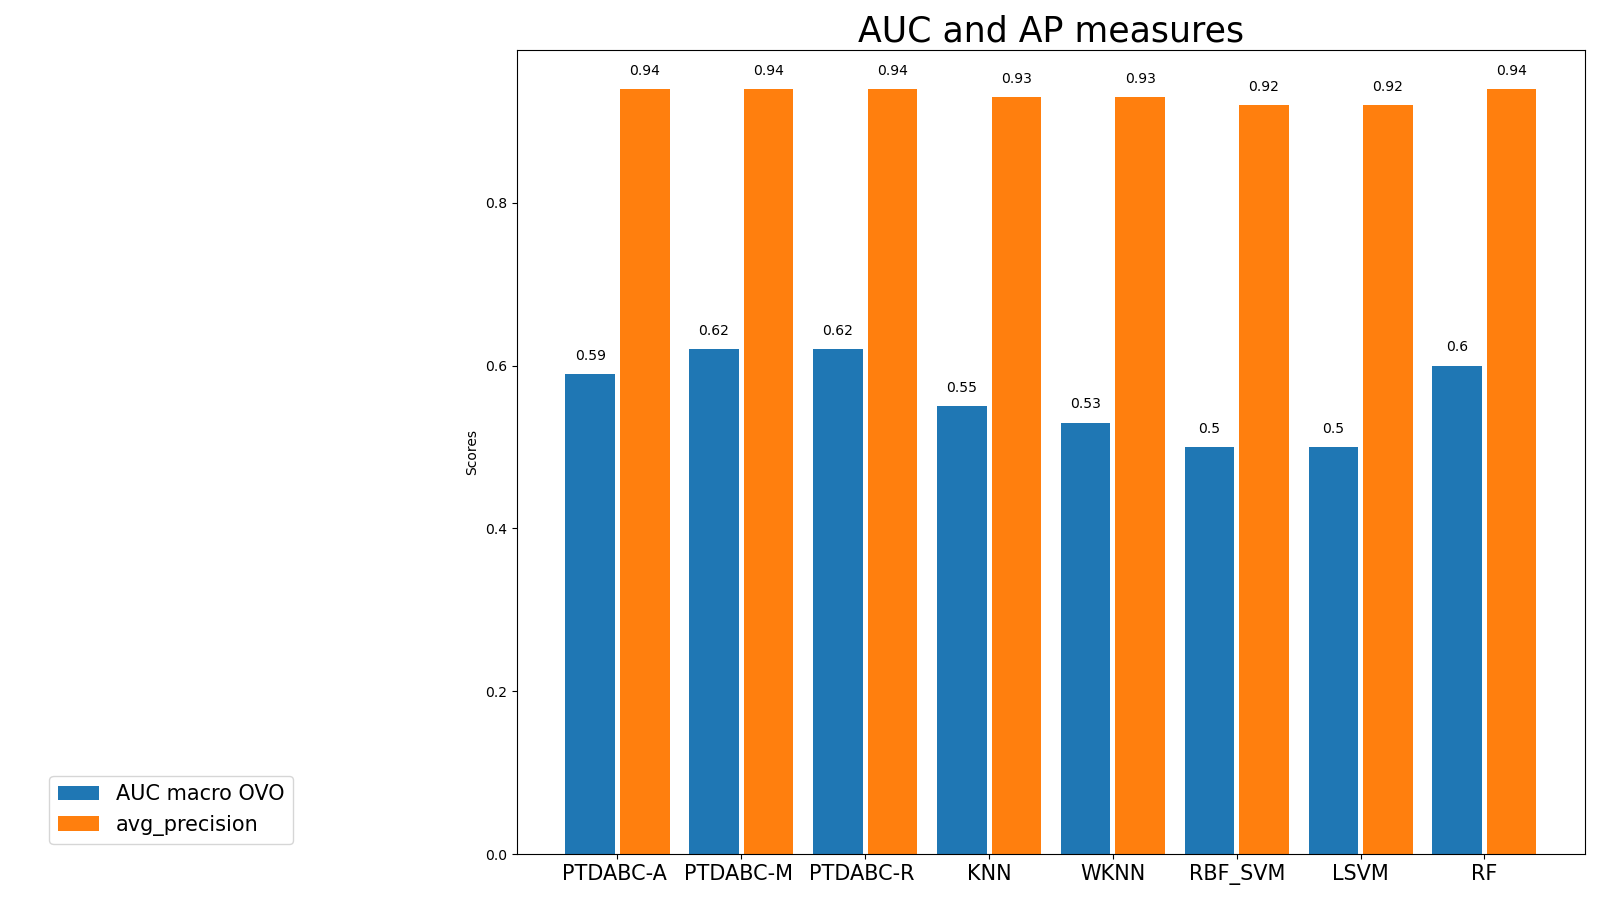 AUC and AP measures
0.94 0.94 0.94 0.93 0.93 0.92 0.92 0.94
0.59 0.62 0.62 0.55 0.53 0.5 0.5 0.6
0.8
0.6
0.4
0.2
0.0
Scores
PTDABC-A PTDABC-M PTDABC-R KNN WKNN RBF_SVM LSVM RF
AUC macro OVO
avg_precision